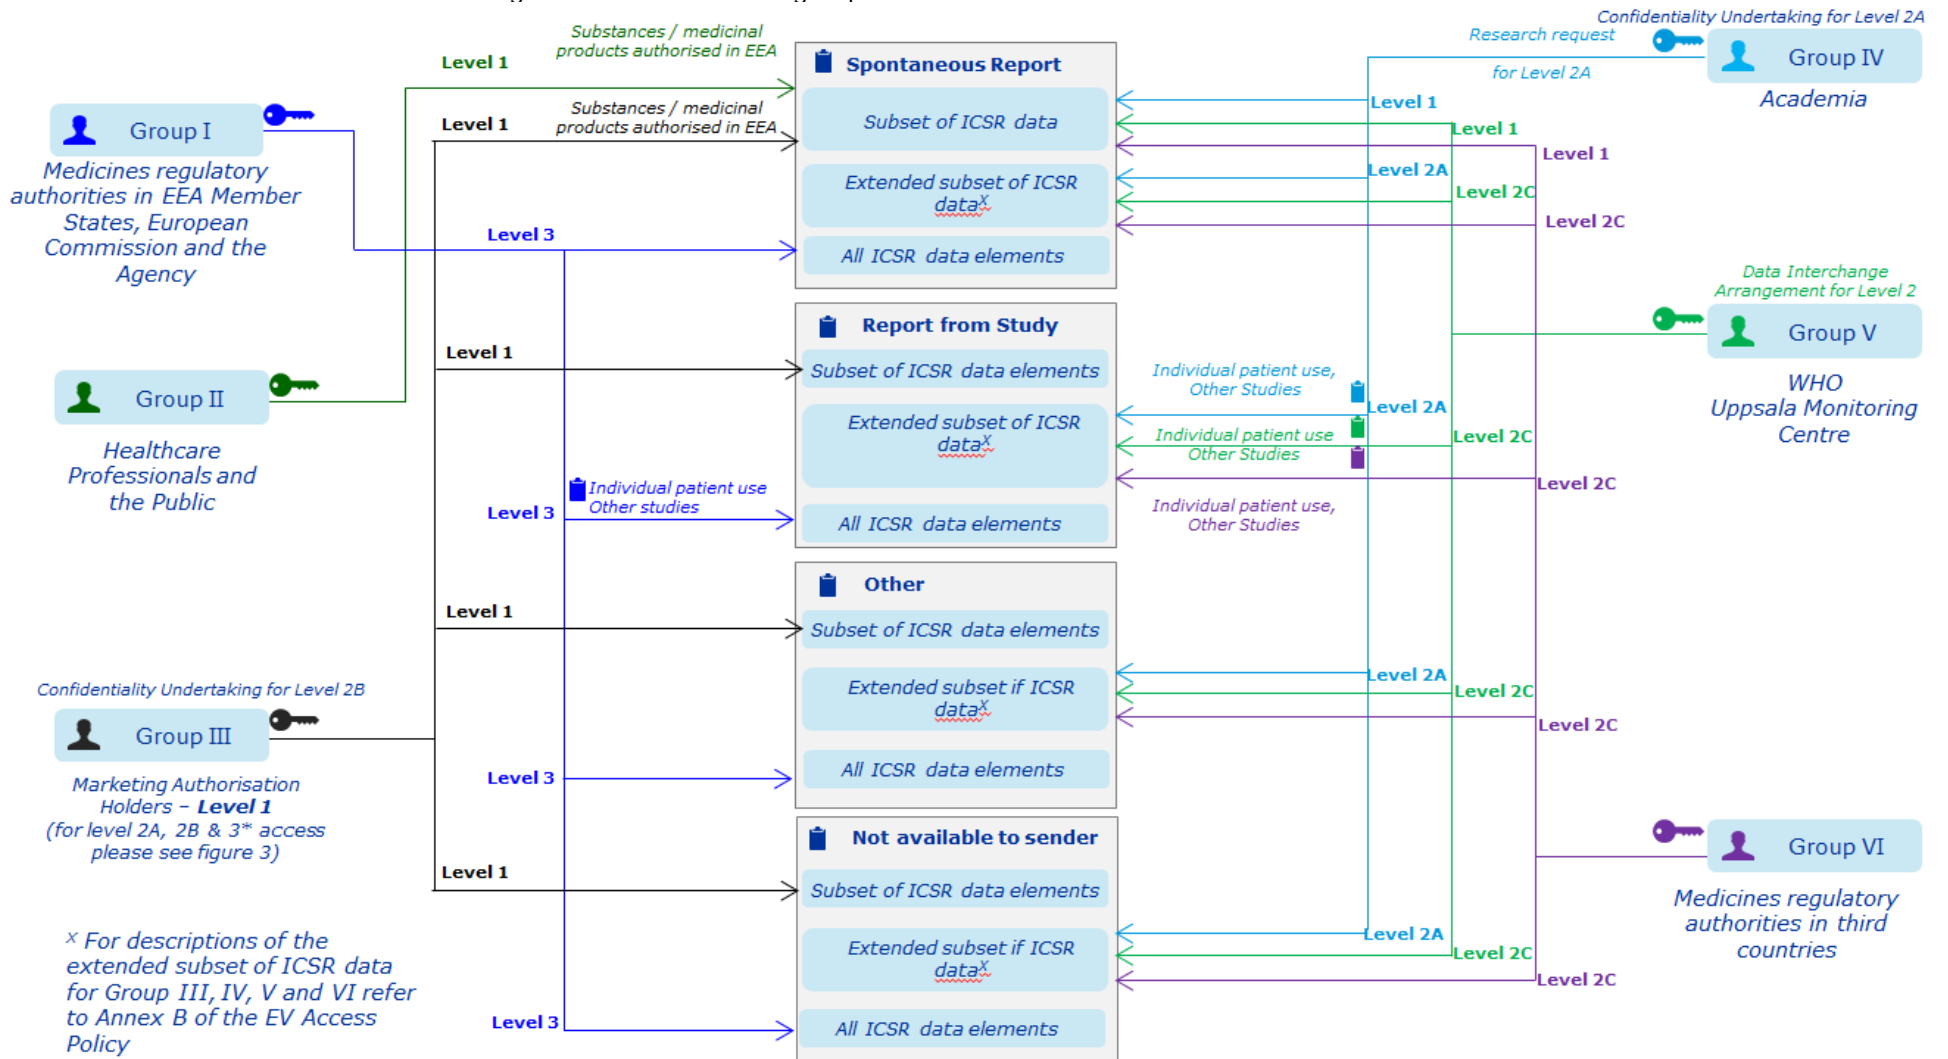 Confidentiality Undertaking for Level 2A
Substances / medicinal
products authorised in EEA
Level 1
Research request
for Level 2A
Group IV
Academia
Spontaneous Report
Subset of ICSR data
Extended subset of ICSR
dataX
All ICSR data elements
Level 1
Substances / medicinal
products authorised in EEA
Group I
Medicines regulatory
authorities in EEA Member
States, European
Commission and the
Agency
Level 3
Level 1
Level 1
Level 1
Level 2A
Level 2C
Level 2C
Data Interchange
Arrangement for Level 2
Group V
WHO
Uppsala Monitoring
Centre
Report from Study
Subset of ICSR data elements
Extended subset of ICSR
dataX
All ICSR data elements
Level 1
Group II
Healthcare
Professionals and
the Public
Individual patient use
Other studies
Level 3
Individual patient use,
Other Studies
Level 2A
Individual patient use
Other Studies
Level 2C
Level 2C
Individual patient use,
Other Studies
Other
Subset of ICSR data elements
Extended subset if ICSR
dataX
All ICSR data elements
Level 1
Level 3
Level 2A
Level 2C
Level 2C
Confidentiality Undertaking for Level 2B
Group III
Marketing Authorisation
Holders – Level 1
(for level 2A, 2B & 3* access
please see figure 3)
Not available to sender
Subset of ICSR data elements
Extended subset if ICSR
dataX
All ICSR data elements
Level 1
Level 3
Level 2A
Level 2C
Level 2C
Group VI
Medicines regulatory
authorities in third
countries
X For descriptions of the
extended subset of ICSR data
for Group III, IV, V and VI refer
to Annex B of the EV Access
Policy